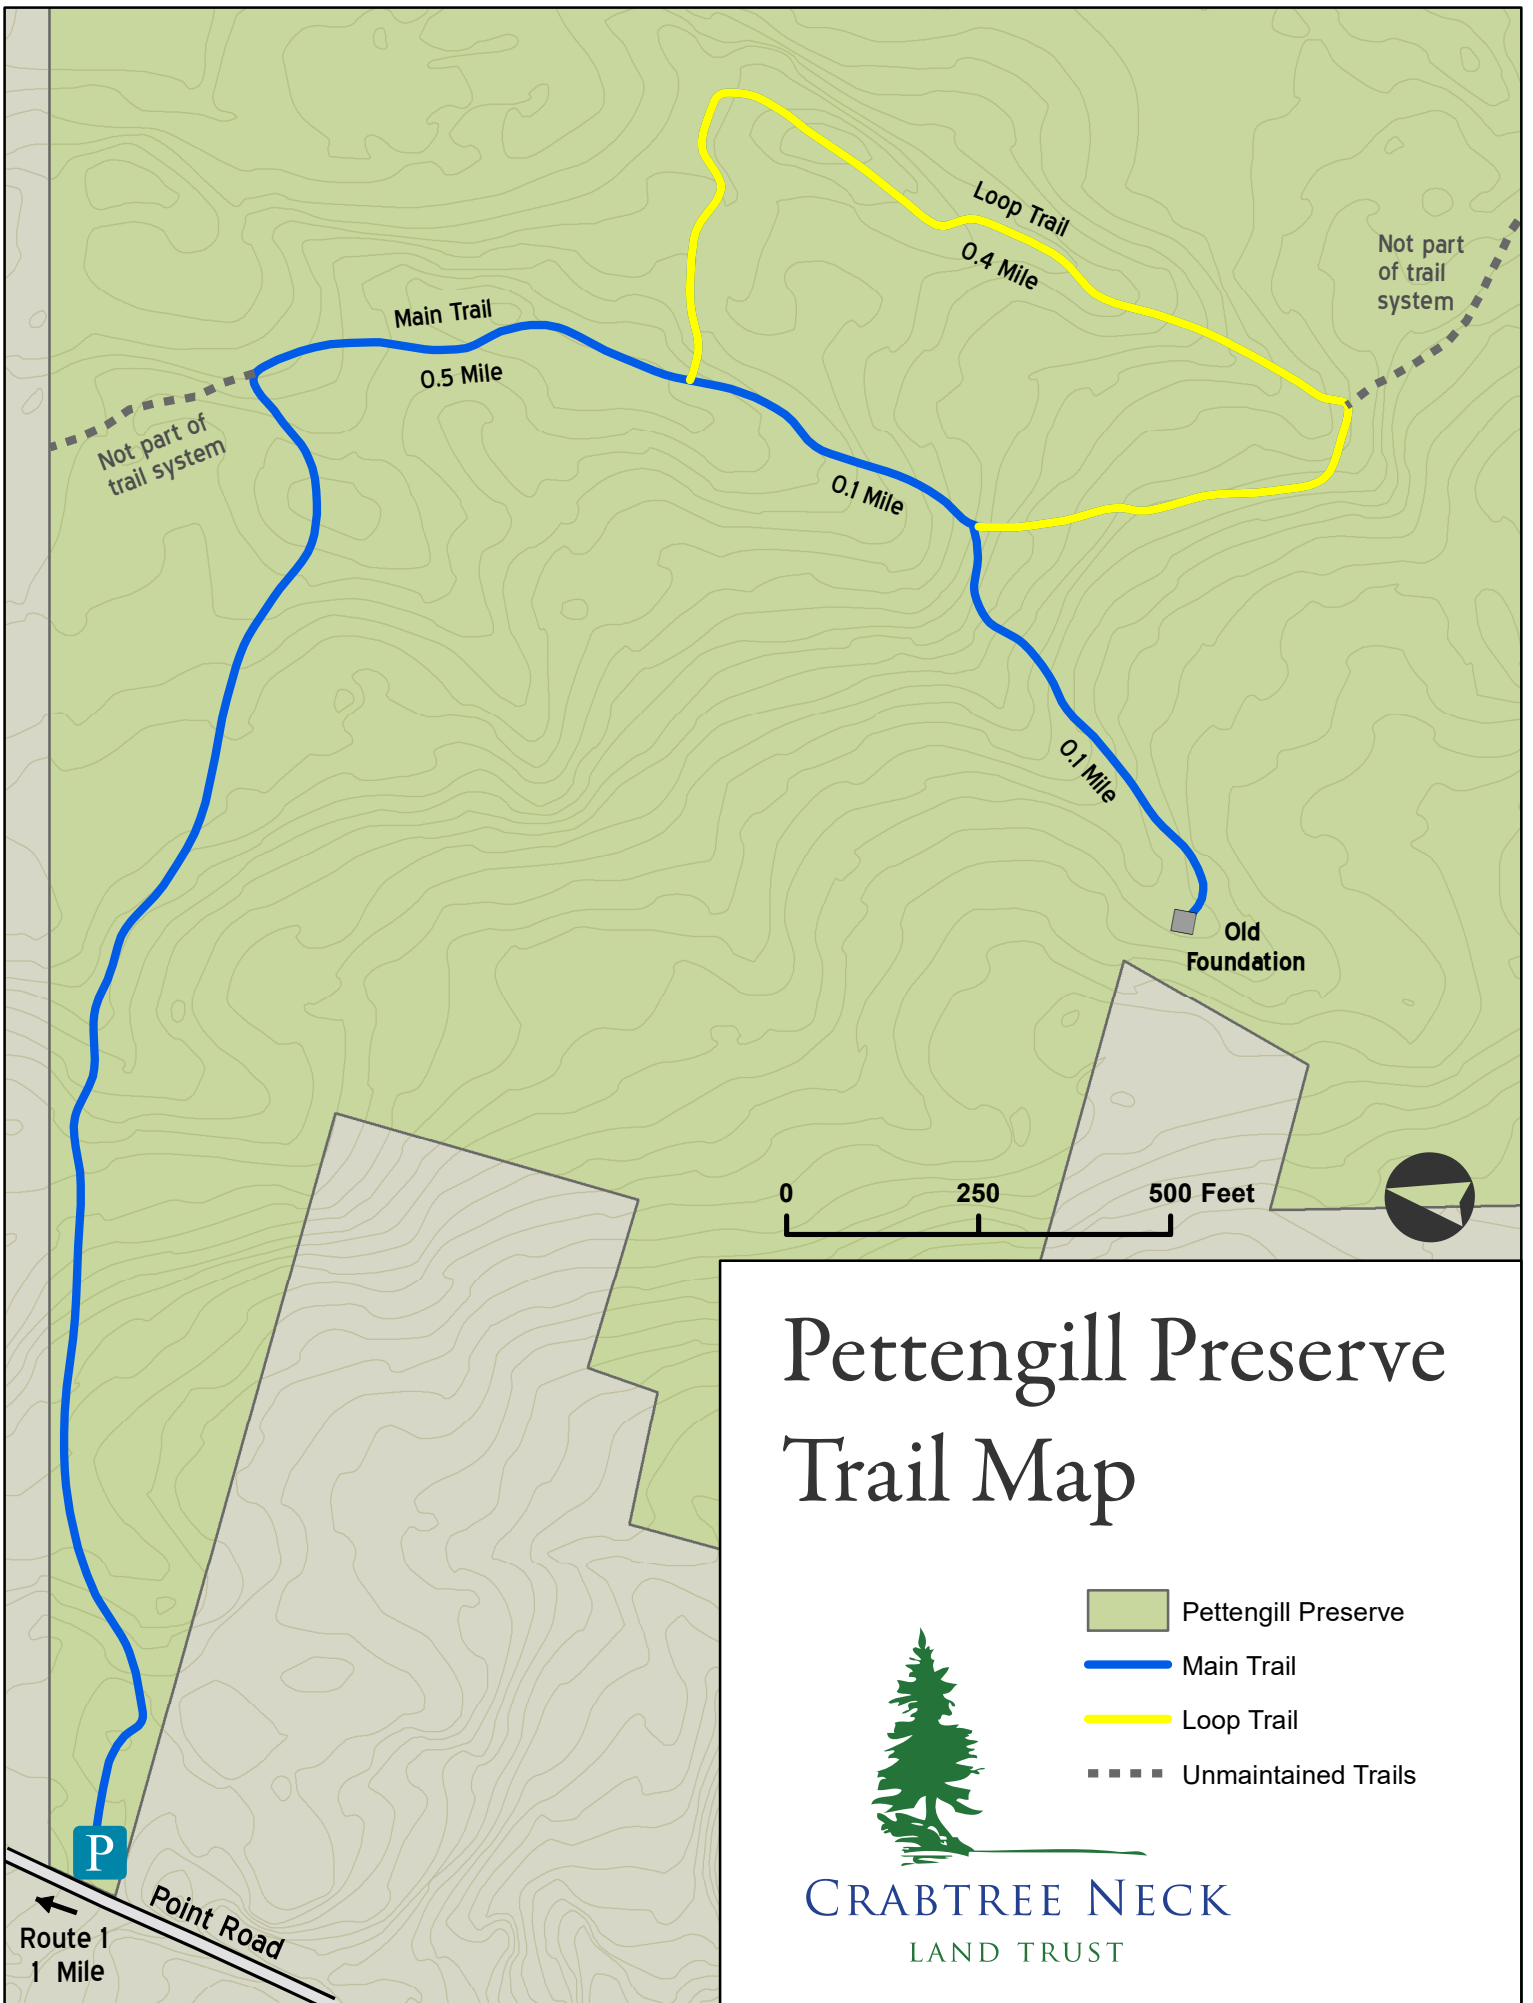 Loop Trail
0.4 Mile
Not part
of trail
system
Main Trail
0.5 Mile
Not part of
trail system
0.1 Mile
0.1 Mile
Old
Foundation
0 250 500 Feet
Pettengill Preserve
Trail Map
Pettengill Preserve
Main Trail
Loop Trail
Unmaintained Trails
P
Point Road
Route 1
1 Mile
CRABTREE NECK
LAND TRUST